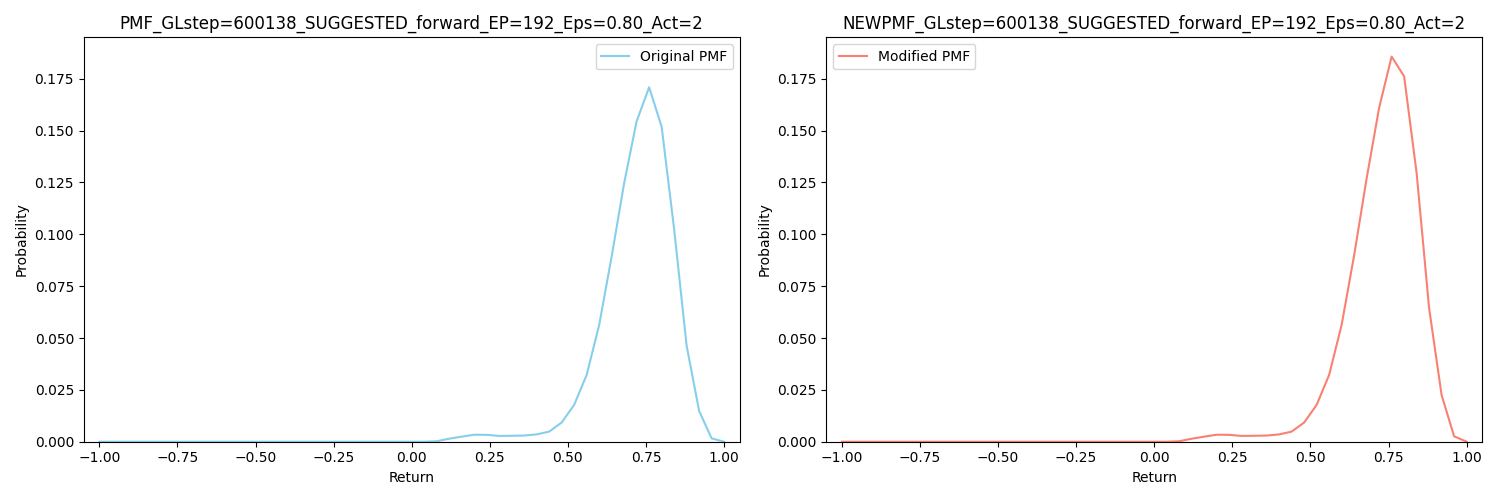 PMF_GLstep=600138_SUGGESTED_forward_EP=192_Eps=0.80_Act=2
Original PMF
0.175
0.150
0.125
0.100
0.075
0.050
0.025
0.000
Probability
−1.00 −0.75 −0.50 −0.25 0.00 0.25 0.50 0.75 1.00
Return
NEWPMF_GLstep=600138_SUGGESTED_forward_EP=192_Eps=0.80_Act=2
Modified PMF
0.175
0.150
0.125
0.100
0.075
0.050
0.025
0.000
Probability
−1.00 −0.75 −0.50 −0.25 0.00 0.25 0.50 0.75 1.00
Return